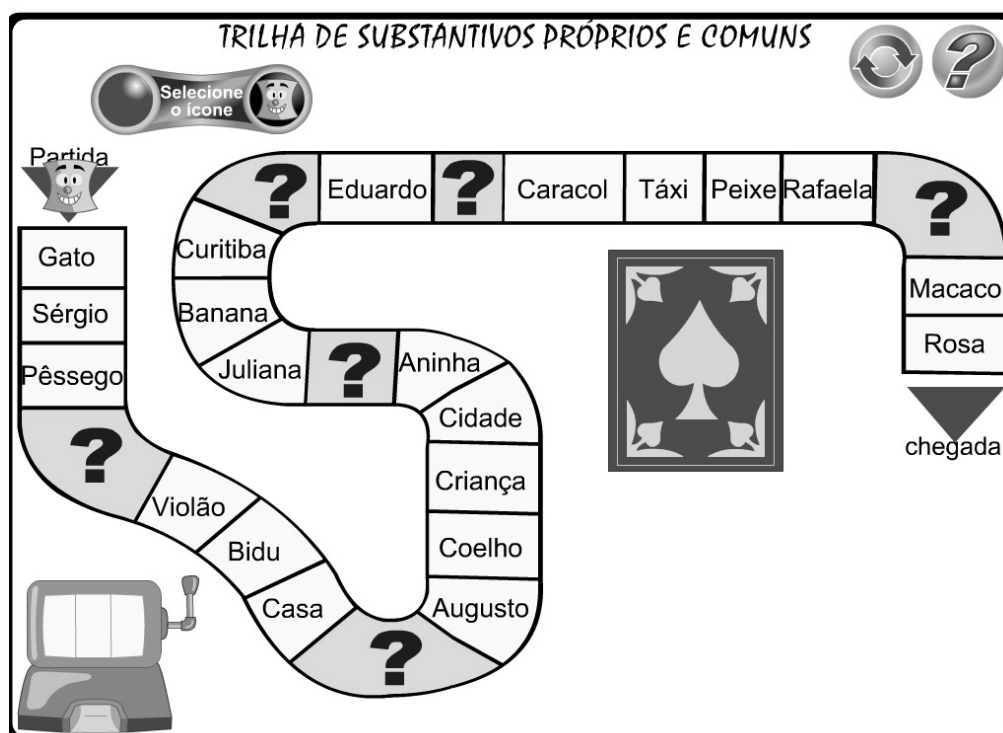 TRILHA DE SUBSTANTIVOS PRÓPRIOS E COMUNS
Selecione
o ícone
Partida
Gato
Sérgio
Pêssego
?
Violão
Bidu
Casa
?
Augusto
Coelho
Criança
Cidade
Aninha
?
Juliana
Banana
Curitiba
?
Eduardo
?
Caracol
Táxi
Peixe
Rafaela
?
Macaco
Rosa
chegada
?